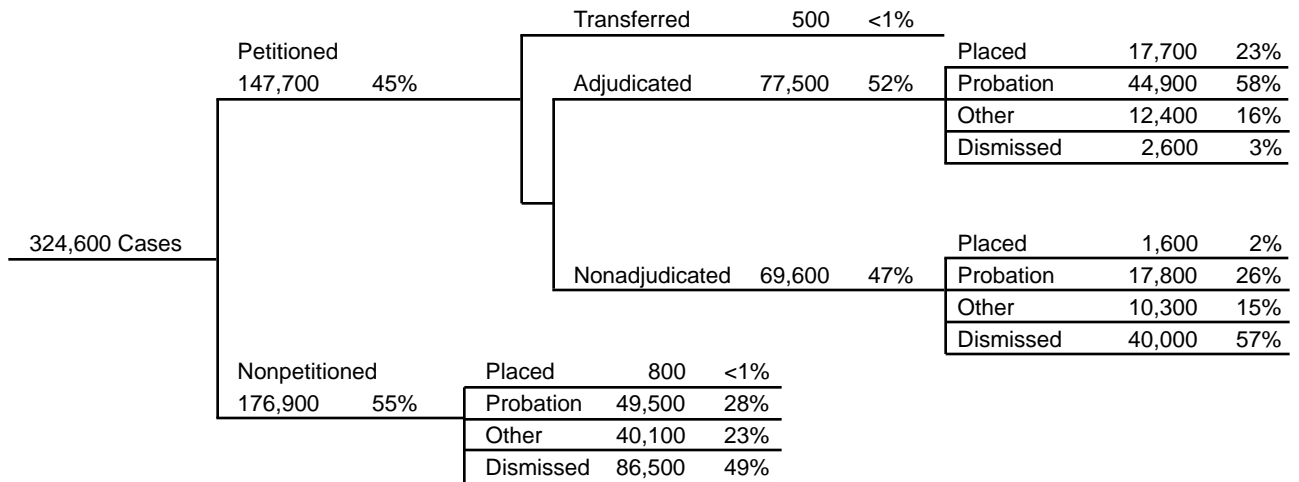 Transferred 500 <1%
Petitioned
147,700 45%
Adjudicated 77,500 52%
Placed 17,700 23%
Probation 44,900 58%
Other 12,400 16%
Dismissed 2,600 3%
324,600 Cases
Nonadjudicated 69,600 47%
Placed 1,600 2%
Probation 17,800 26%
Other 10,300 15%
Dismissed 40,000 57%
Nonpetitioned
176,900 55%
Placed 800 <1%
Probation 49,500 28%
Other 40,100 23%
Dismissed 86,500 49%